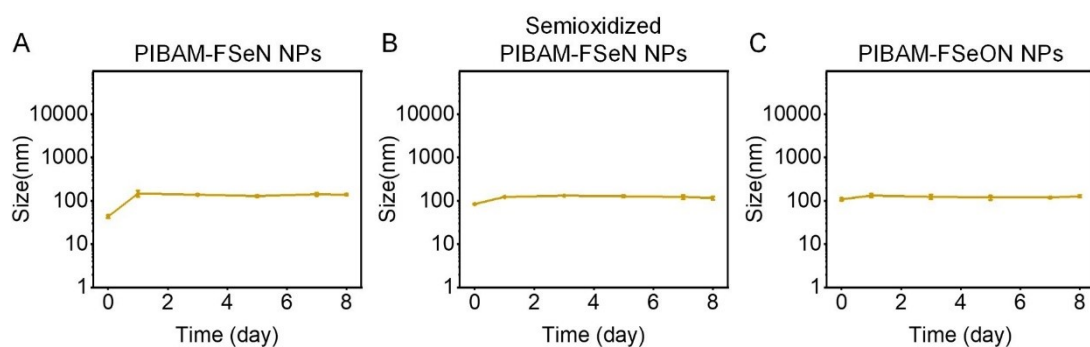 A
PIBAM-FSeN NPs
Size(nm)
10000
1000
100
10
1
0 2 4 6 8
Time (day)
B
Semioxidized
PIBAM-FSeN NPs
Size(nm)
10000
1000
100
10
1
0 2 4 6 8
Time (day)
C
PIBAM-FSeON NPs
Size(nm)
10000
1000
100
10
1
0 2 4 6 8
Time (day)